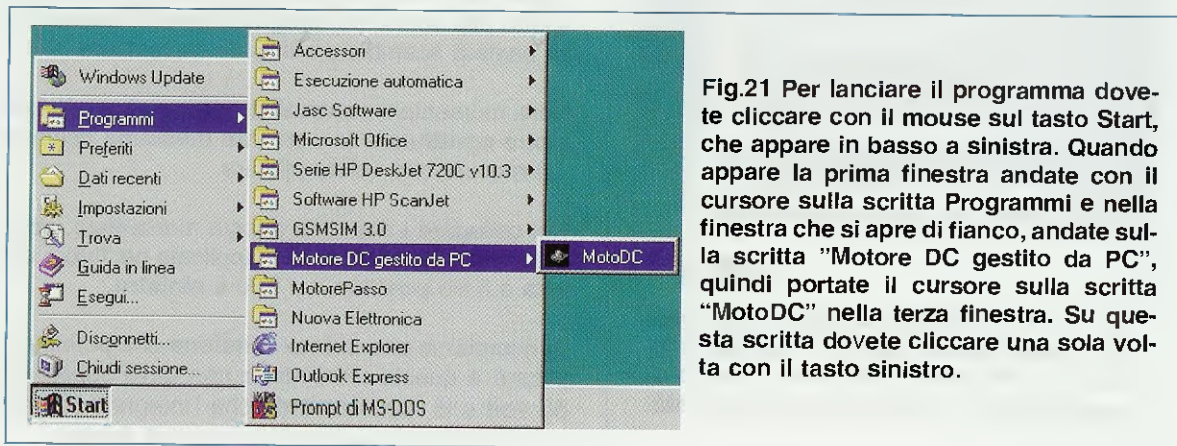 Windows Update
Programmi
Preferiti
Dati recenti
Impostazioni
Trova
Guida in linea
Esegui...
Disconnetti...
Chiudi sessione...
Start
Accessori
Esecuzione automatica
Jasc Software
Microsoft Office
Serie HP DeskJet 720C v10.3
Software HP ScanJet
GSMSIM 3.0
Motore DC gestito da PC
MotorePasso
Nuova Elettronica
Internet Explorer
Outlook Express
Prompt di MS-DOS
MotoDC
Fig.21 Per lanciare il programma dove-
te cliccare con il mouse sul tasto Start,
che appare in basso a sinistra. Quando
appare la prima finestra andate con il
cursore sulla scritta Programmi e nella
finestra che si apre di fianco, andate sul-
la scritta "Motore DC gestito da PC",
quindi portate il cursore sulla scritta
"MotoDC" nella terza finestra. Su que-
sta scritta dovete cliccare una sola vol-
ta con il tasto sinistro.